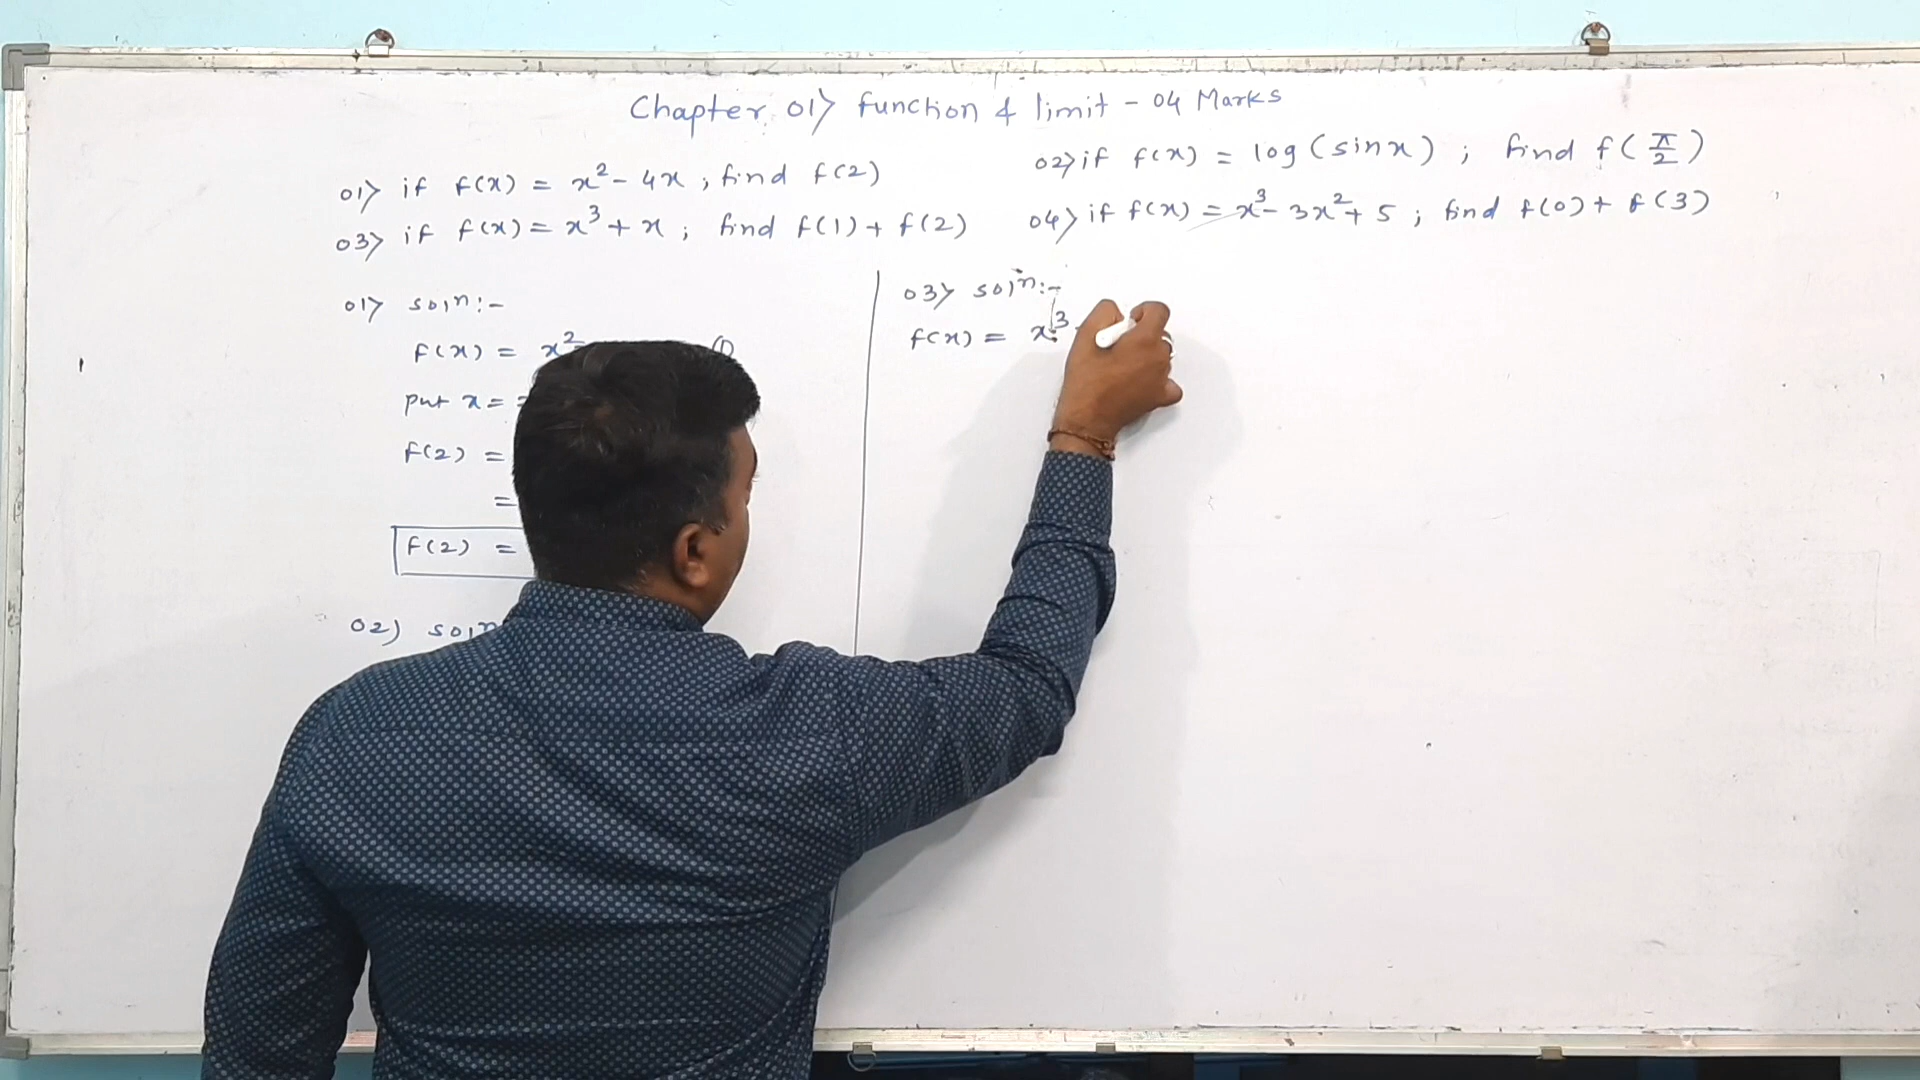 Chapter 01> function & limit - 04 Marks
01> if f(x) = x² - 4x ; find f(2)
02> if f(x) = log (sinx) ; find f(π/2)
03> if f(x) = x³ + x ; find f(1) + f(2)
04> if f(x) = x³ - 3x² + 5 ; find f(0) + f(3)
01> soln:-
f(x) = x²
put x =
f(2) =
=
f(2) =
02) soln
03> soln:-
f(x) = x³